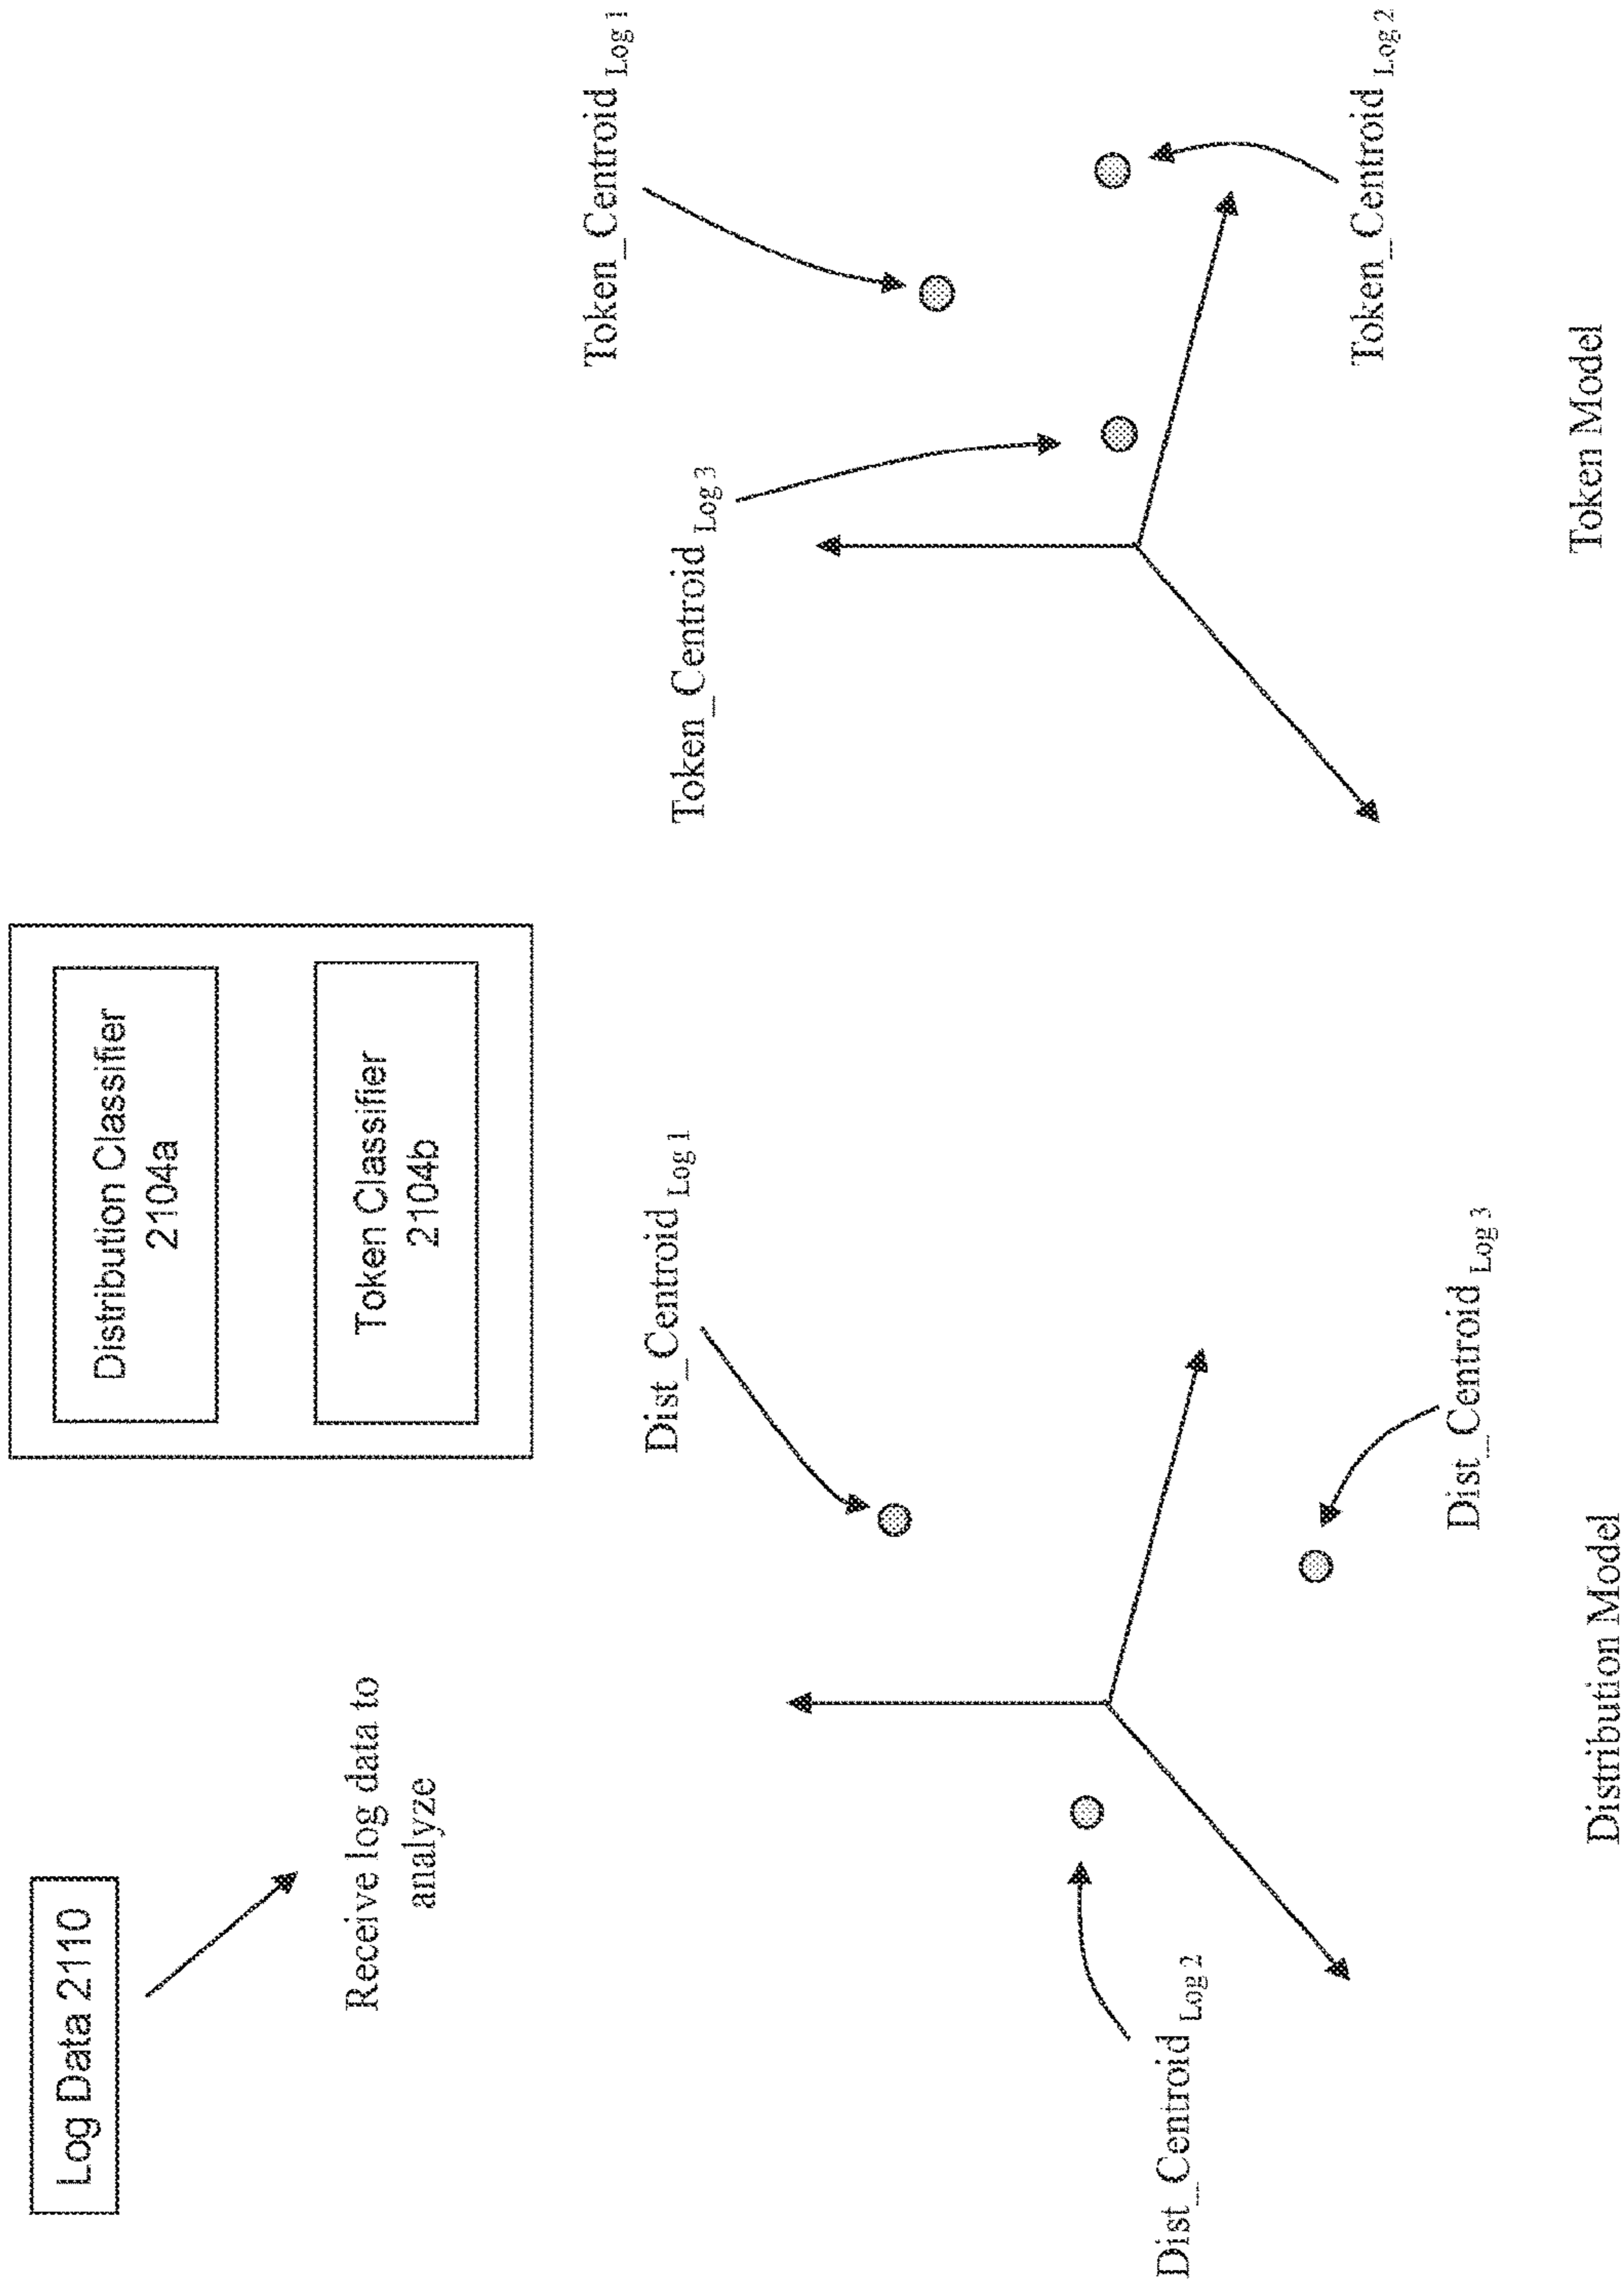 Log Data 2110
Receive log data to
analyze
Distribution Classifier
2104a
Token Classifier
2104b
Dist_Centroid Log 1
Dist_Centroid Log 2
Dist_Centroid Log 3
Distribution Model
Token_Centroid Log 1
Token_Centroid Log 3
Token_Centroid Log 2
Token Model